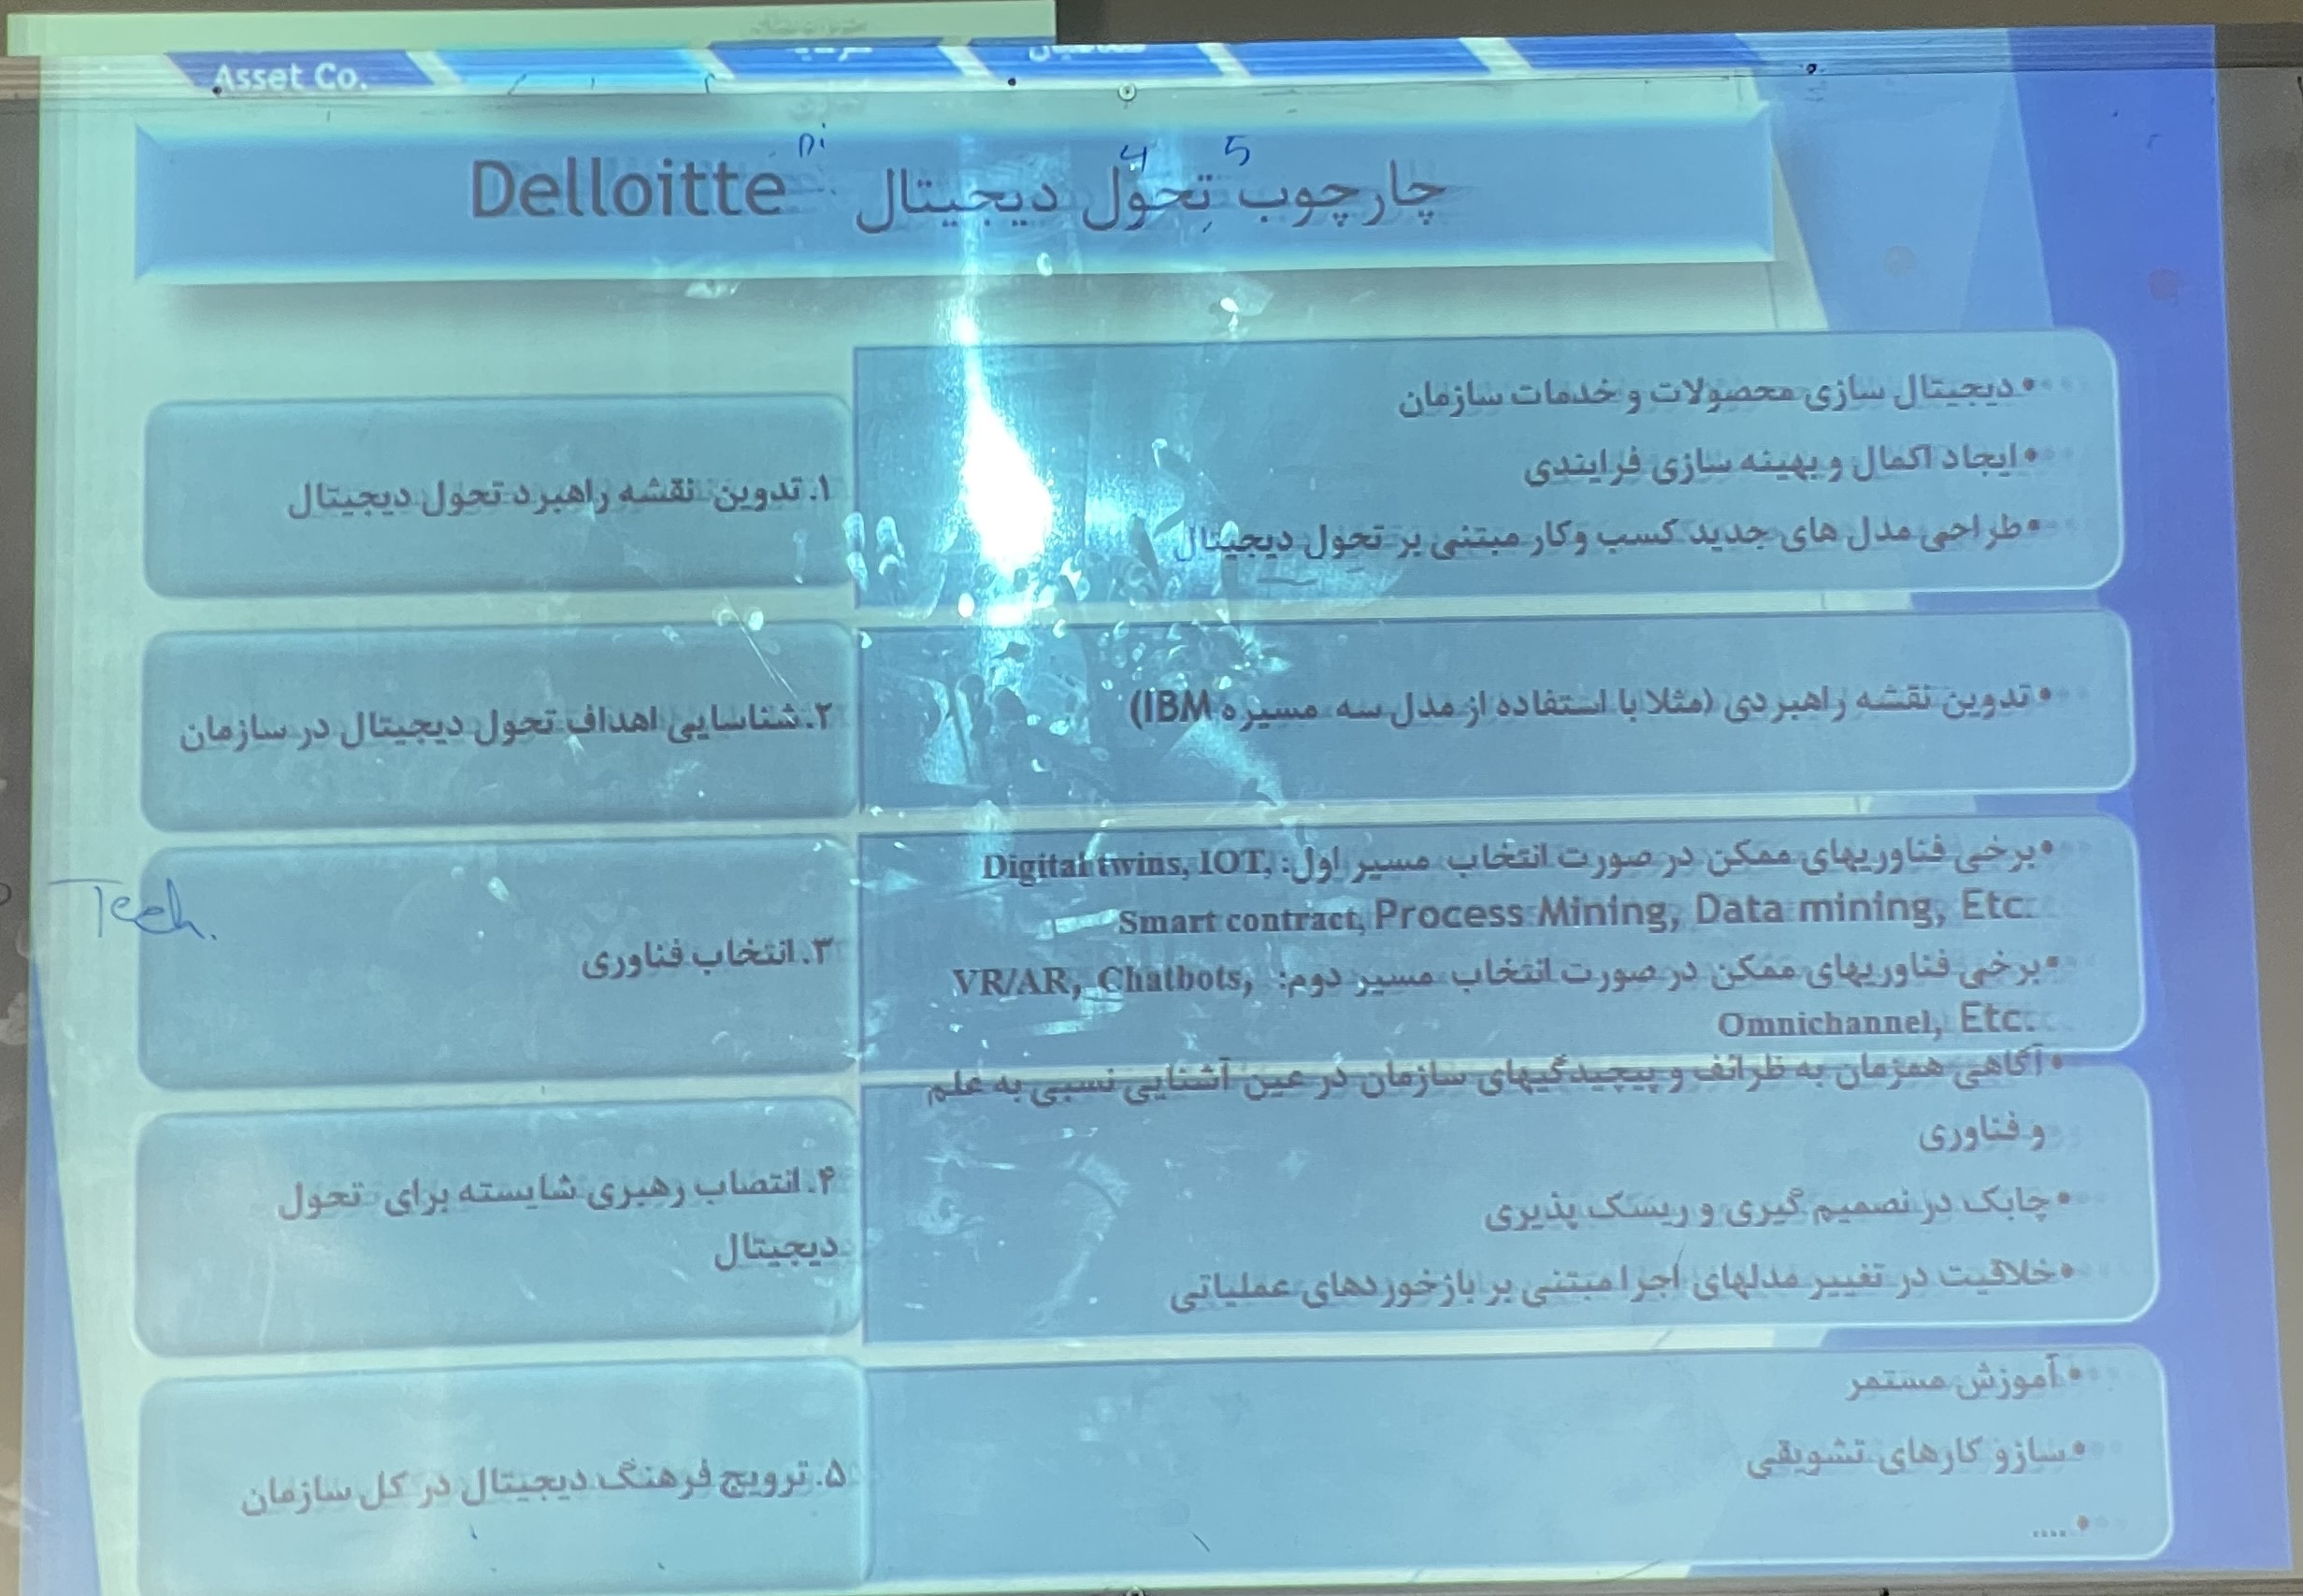 Asset Co.
Di
4 5
چارچوب تحول دیجیتال Delloitte
۱. تدوین نقشه راهبرد تحول دیجیتال
•دیجیتال سازی محصولات و خدمات سازمان
•ایجاد اکمال و بهینه سازی فرایندی
•طراحی مدل های جدید کسب وکار مبتنی بر تحول دیجیتال
۲.شناسایی اهداف تحول دیجیتال در سازمان
•تدوین نقشه راهبردی (مثلا با استفاده از مدل سه مسیره IBM)
Tech.
۳.انتخاب فناوری
•برخی فناوریهای ممکن در صورت انتخاب مسیر اول: Digital twins, IOT,
Smart contract, Process Mining, Data mining, Etc.
•برخی فناوریهای ممکن در صورت انتخاب مسیر دوم: VR/AR, Chatbots,
Omnichannel, Etc.
۴.انتصاب رهبری شایسته برای تحول
دیجیتال
•آگاهی همزمان به ظرائف و پیچیدگیهای سازمان در عین آشنایی نسبی به علم
و فناوری
•چابک در تصمیم گیری و ریسک پذیری
•خلاقیت در تغییر مدلهای اجرا مبتنی بر بازخوردهای عملیاتی
۵.ترویج فرهنگ دیجیتال در کل سازمان
•آموزش مستمر
•سازو کارهای تشویقی
•....